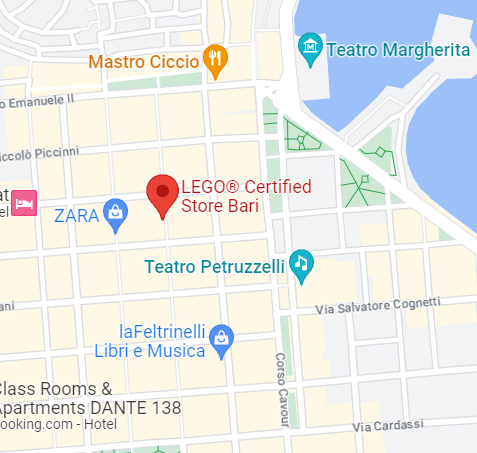 Teatro Margherita
Mastro Ciccio
o Emanuele II
iccolò Piccinni
LEGO® Certified
Store Bari
at
el
ZARA
Teatro Petruzzelli
ani
Via Salvatore Cognetti
laFeltrinelli
Libri e Musica
Corso Cavour
Class Rooms &
Apartments DANTE 138
ooking.com - Hotel
Via Cardassi